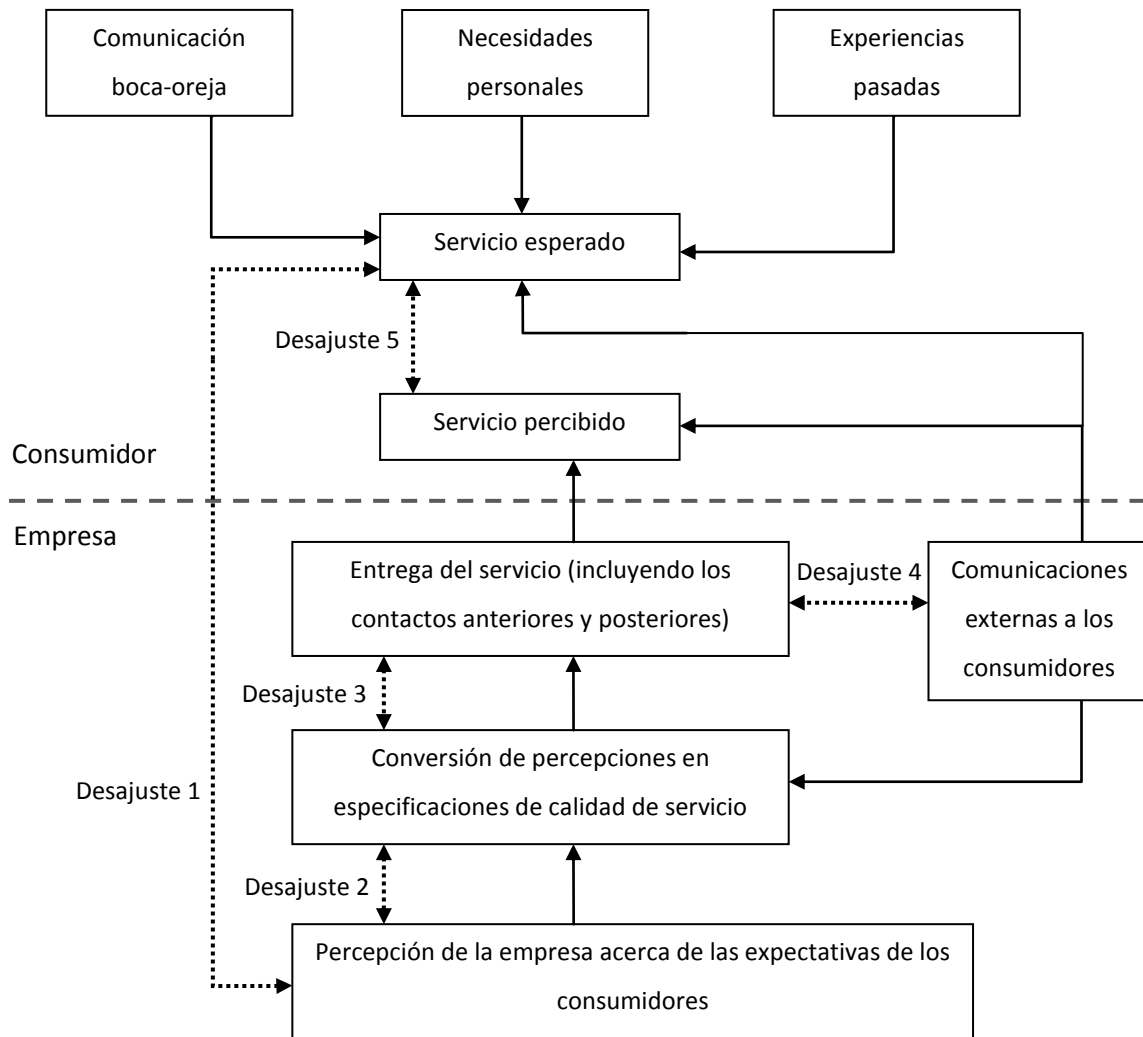 Comunicación
boca-oreja
Necesidades
personales
Experiencias
pasadas
Servicio esperado
Desajuste 5
Servicio percibido
Consumidor
Empresa
Entrega del servicio (incluyendo los
contactos anteriores y posteriores)
Desajuste 4
Comunicaciones
externas a los
consumidores
Desajuste 3
Conversión de percepciones en
especificaciones de calidad de servicio
Desajuste 1
Desajuste 2
Percepción de la empresa acerca de las expectativas de los
consumidores